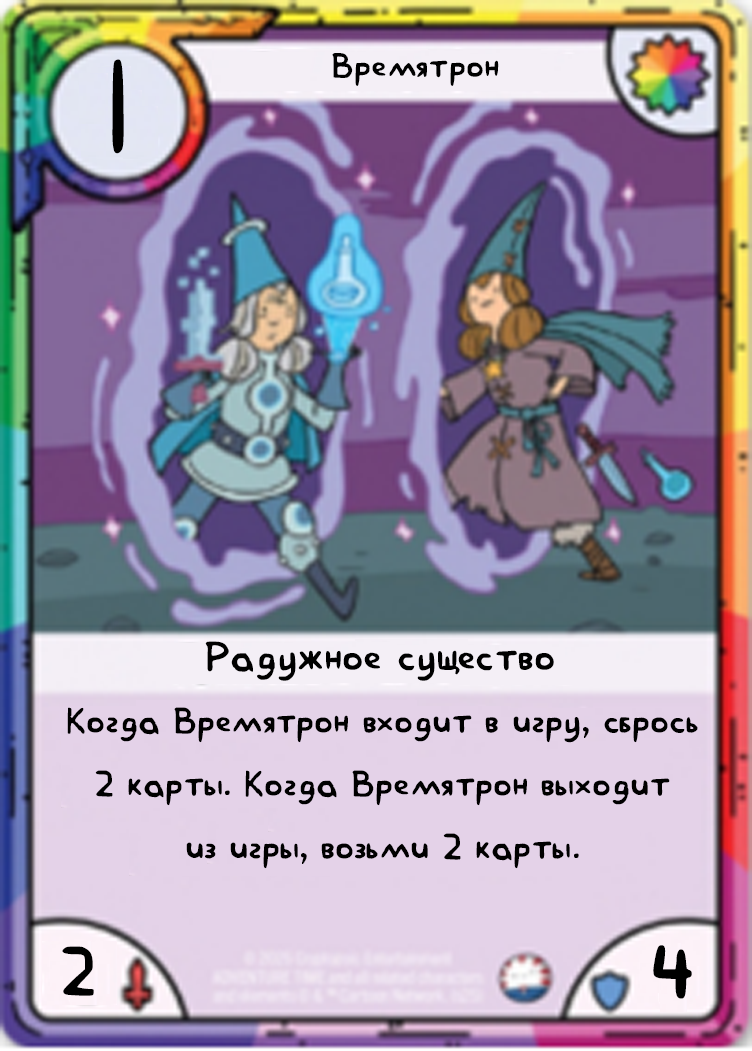 1
Времятрон
Радужное существо
Когда Времятрон входит в игру, сбрось
2 карты. Когда Времятрон выходит
из игры, возьми 2 карты.
2
4